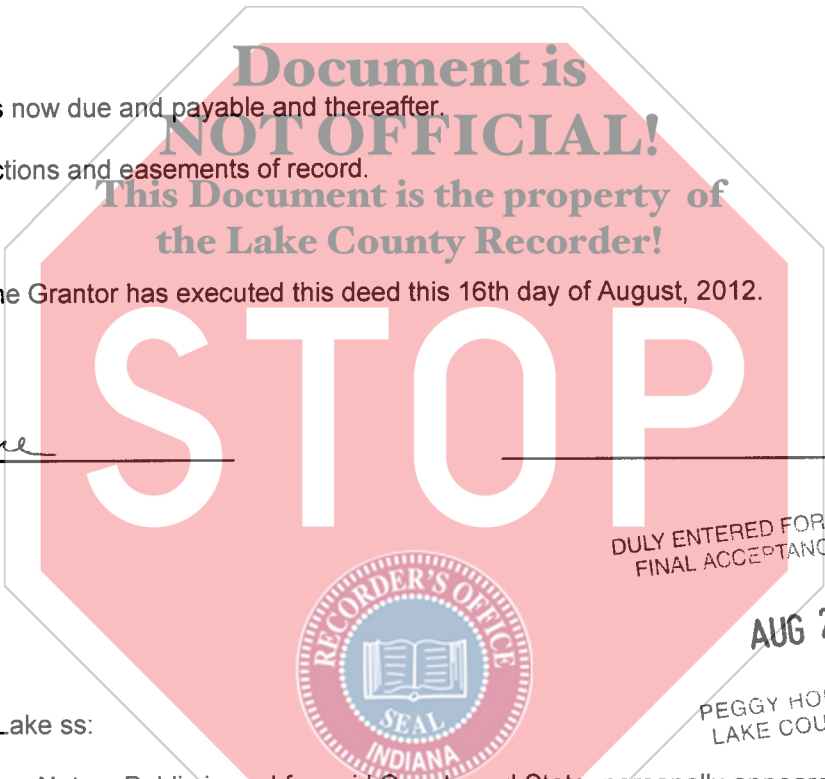 Document is
s now due and payable and thereafter.
NOT OFFICIAL!
ctions and easements of record.
This Document is the property of
the Lake County Recorder!
e Grantor has executed this deed this 16th day of August, 2012.
STOP
DULY ENTERED FOR
FINAL ACCEPTANC
AUG 2
RECORDER'S OFFICE
SEAL
INDIANA
PEGGY HO
LAKE COU
Lake ss: